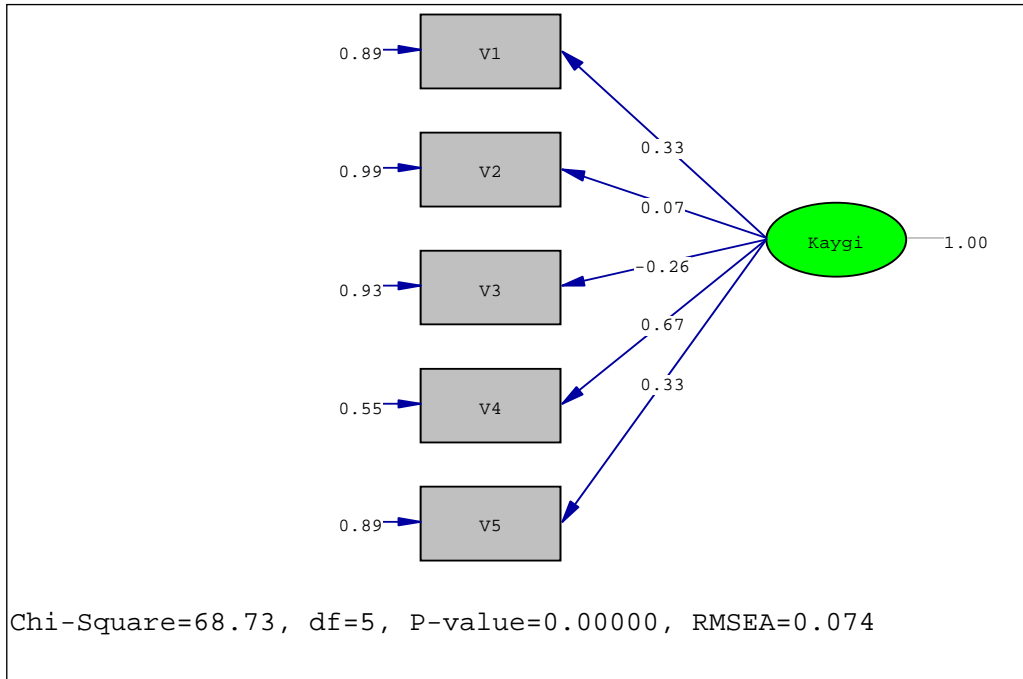 0.89
V1
0.33
0.99
V2
0.07
Kaygi
1.00
0.93
V3
-0.26
0.67
0.55
V4
0.33
0.89
V5
Chi-Square=68.73, df=5, P-value=0.00000, RMSEA=0.074